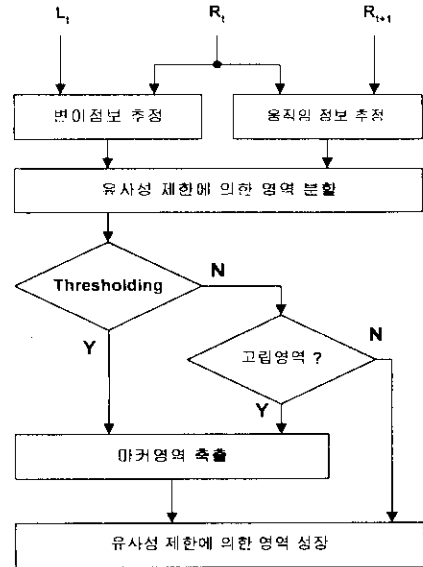 L_t R_t R_{t+1}
변이정보 추정 움직임 정보 추정
유사성 제한에 의한 영역 분할
Thresholding N
Y 고립영역 ? N
Y
마커영역 축출
유사성 제한에 의한 영역 성장